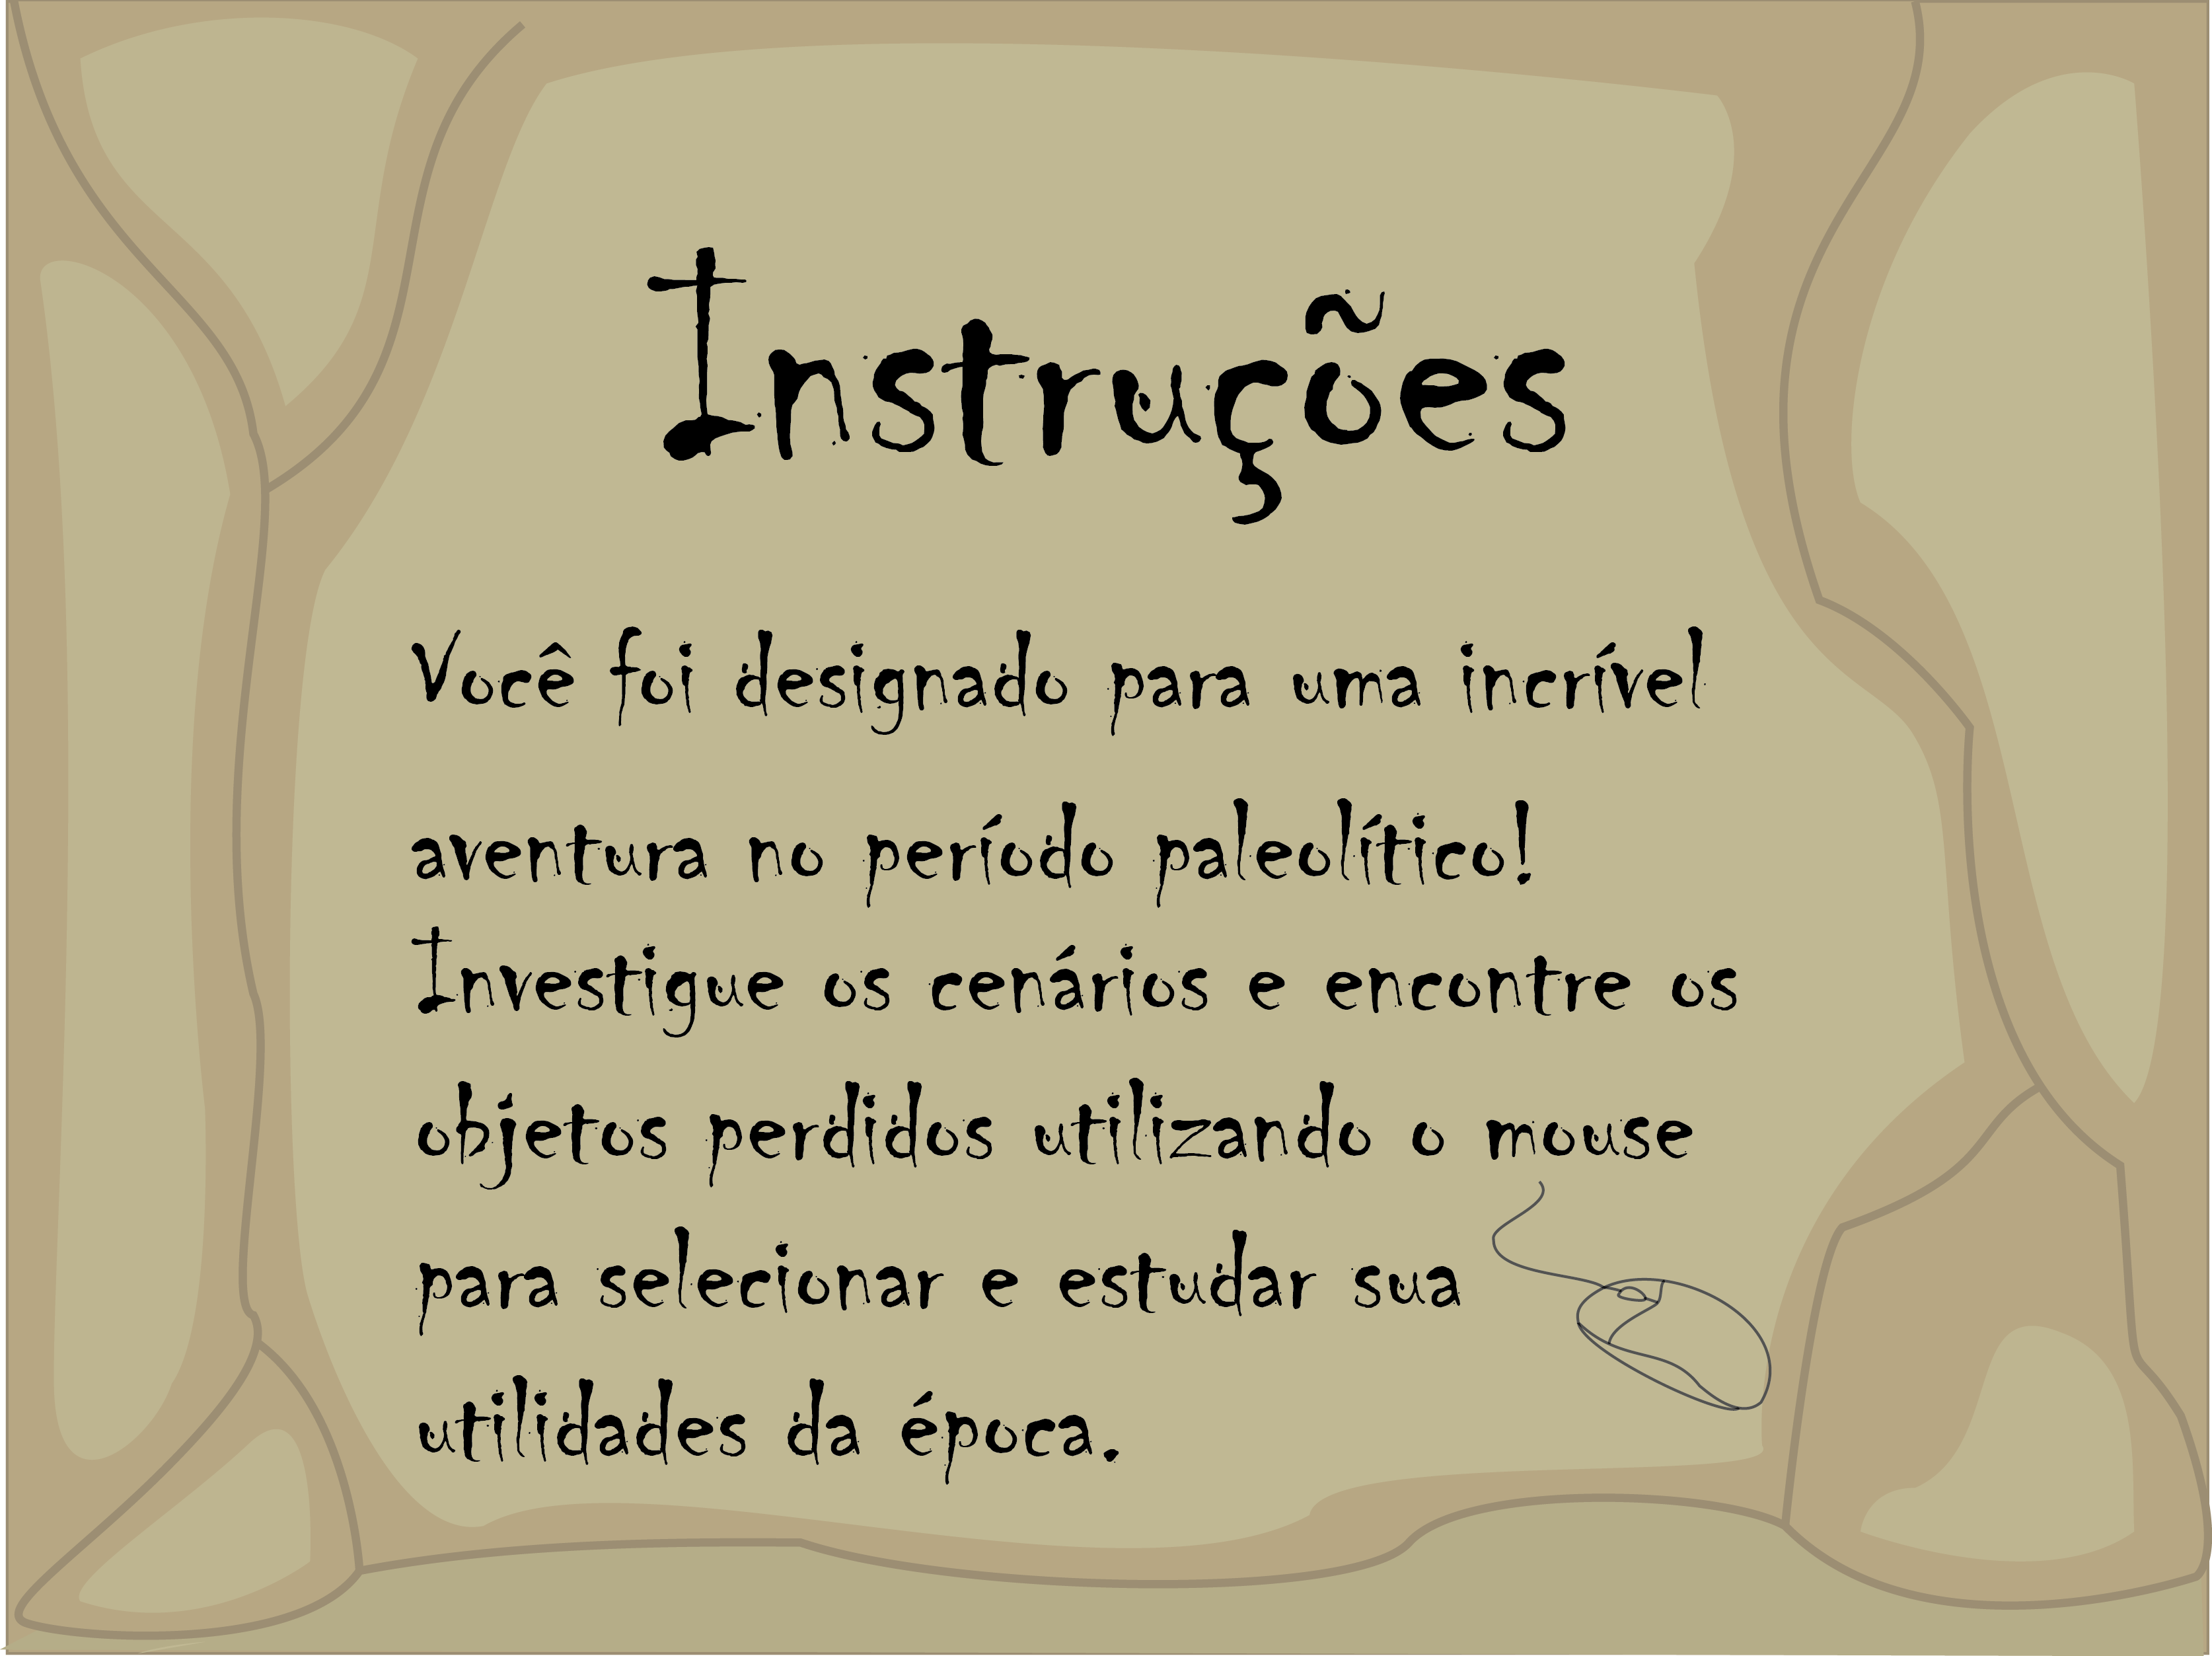 Instruções
Você foi designado para uma incrível
aventura no período paleolítico!
Investigue os cenários e encontre os
objetos perdidos utilizando o mouse
para selecionar e estudar sua
utilidades da época.